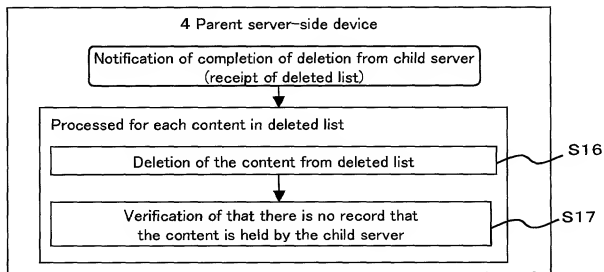 4 Parent server-side device
Notification of completion of deletion from child server
(receipt of deleted list)
Processed for each content in deleted list
Deletion of the content from deleted list
S16
Verification of that there is no record that
the content is held by the child server
S17